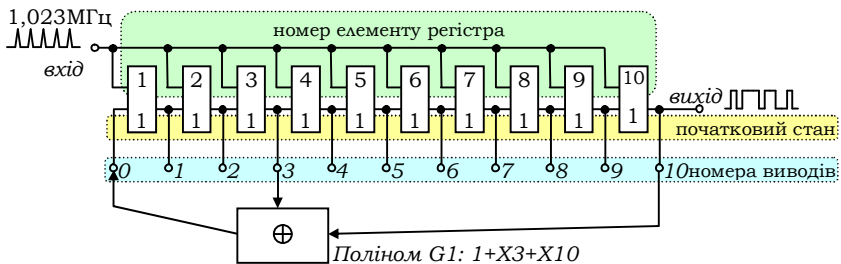 1,023МГц
номер елементу регістра
вхід
1 2 3 4 5 6 7 8 9 10
вихід
1 1 1 1 1 1 1 1 1 1
початковий стан
0 1 2 3 4 5 6 7 8 9 10 номера виводів
⊕
Поліном G1: 1+X3+X10